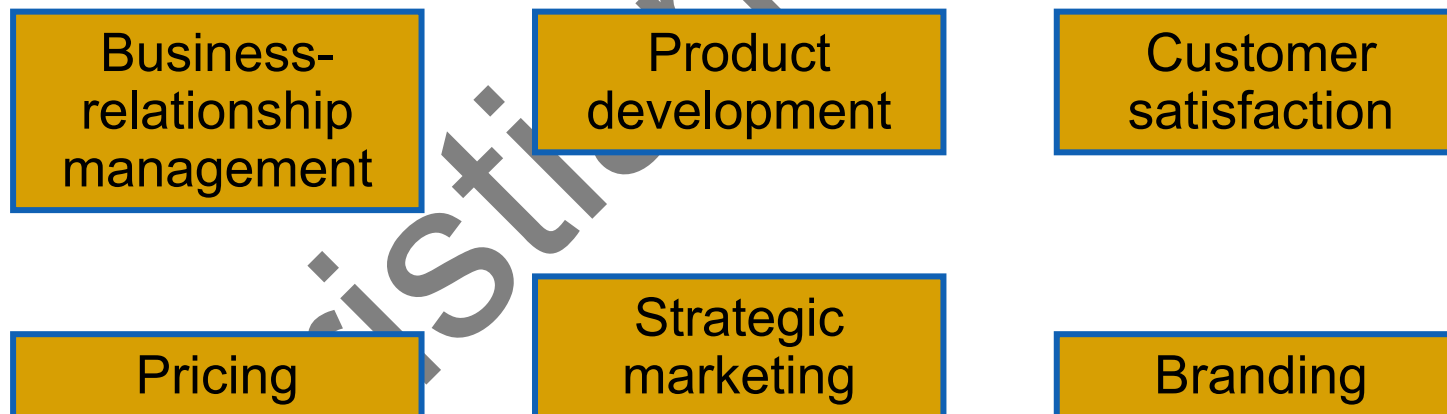 Business-
relationship
management
Product
development
Customer
satisfaction
Pricing
Strategic
marketing
Branding